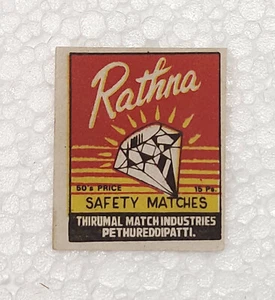 Rathna
50's PRICE 15 Ps.
SAFETY MATCHES
THIRUMAL MATCH INDUSTRIES
PETHUREDDIPATTI.